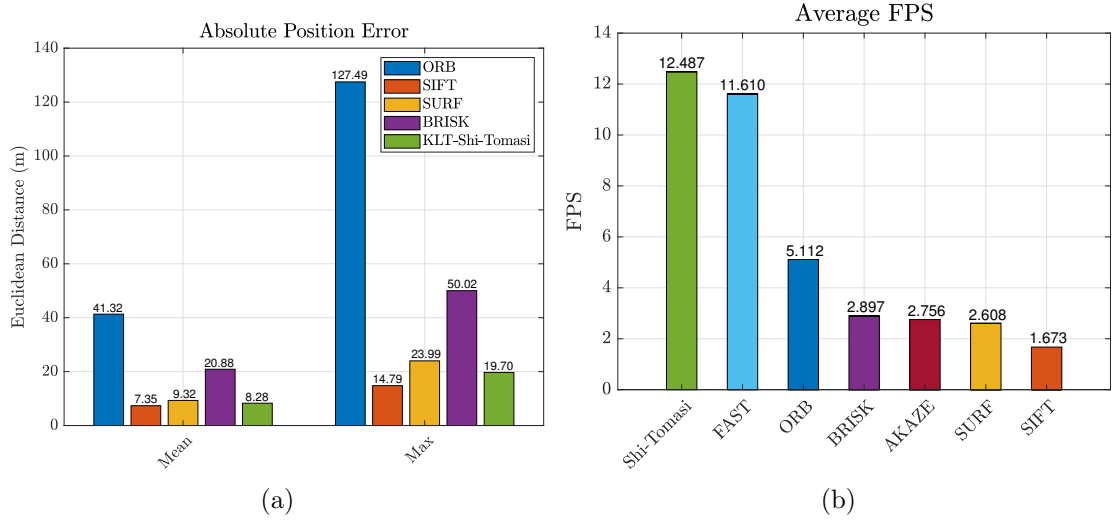 Absolute Position Error
Euclidean Distance (m)
140
120
100
80
60
40
20
0
ORB
SIFT
SURF
BRISK
KLT-Shi-Tomasi
41.32
7.35
9.32
20.88
8.28
127.49
14.79
23.99
50.02
19.70
Mean
Max
(a)
Average FPS
FPS
14
12
10
8
6
4
2
0
12.487
11.610
5.112
2.897
2.756
2.608
1.673
Shi-Tomasi
FAST
ORB
BRISK
AKAZE
SURF
SIFT
(b)